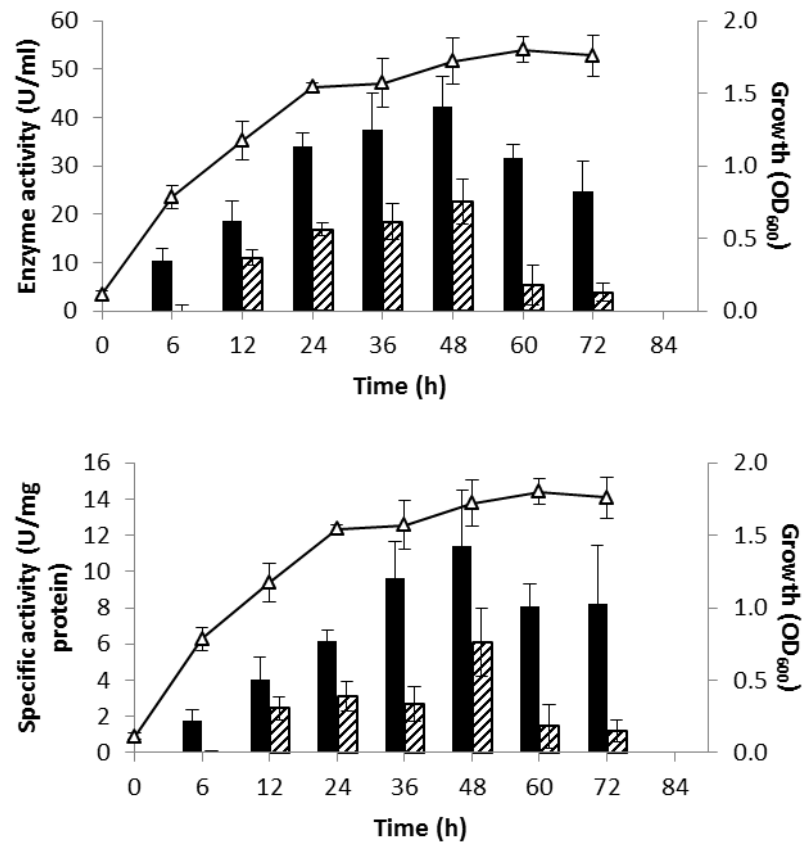 Enzyme activity (U/ml)
60
50
40
30
20
10
0
2.0
1.5
1.0
0.5
0.0
Growth (OD600)
0 6 12 24 36 48 60 72 84
Time (h)
Specific activity (U/mg
protein)
16
14
12
10
8
6
4
2
0
2.0
1.5
1.0
0.5
0.0
Growth (OD600)
0 6 12 24 36 48 60 72 84
Time (h)